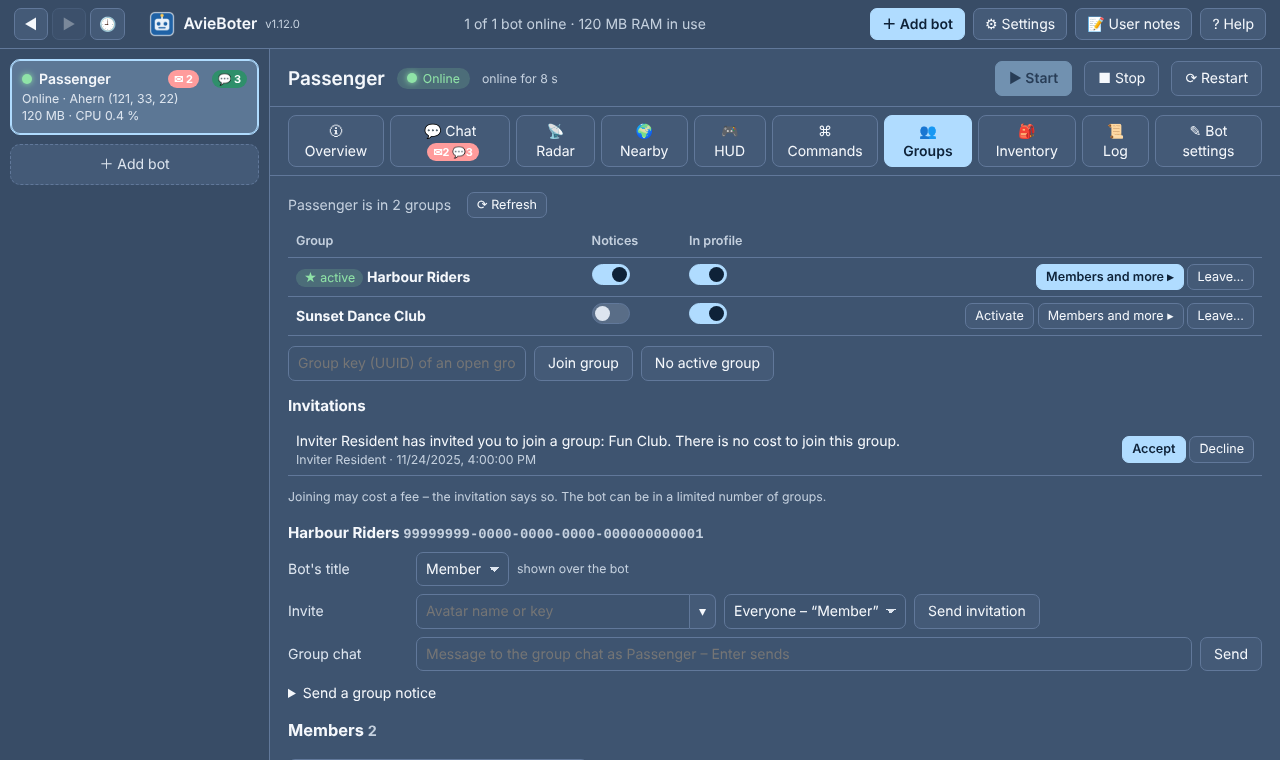 ◀ ▶ 🕘 AvieBoter v1.12.0 1 of 1 bot online · 120 MB RAM in use + Add bot ⚙ Settings 📝 User notes ? Help
Passenger ✉ 2 💬 3
Online · Ahern (121, 33, 22)
120 MB · CPU 0.4 %
+ Add bot
Passenger Online online for 8 s ▶ Start ■ Stop ⟳ Restart
🛈 Overview
💬 Chat ✉2 💬3
📡 Radar
🌍 Nearby
🎮 HUD
⌘ Commands
👥 Groups
🎒 Inventory
📜 Log
✎ Bot settings
Passenger is in 2 groups ⟳ Refresh
Group Notices In profile
★ active Harbour Riders Members and more ▸ Leave…
Sunset Dance Club Activate Members and more ▸ Leave…
Group key (UUID) of an open gro Join group No active group
Invitations
Inviter Resident has invited you to join a group: Fun Club. There is no cost to join this group.
Inviter Resident · 11/24/2025, 4:00:00 PM
Accept Decline
Joining may cost a fee – the invitation says so. The bot can be in a limited number of groups.
Harbour Riders 99999999-0000-0000-0000-000000000001
Bot's title Member shown over the bot
Invite Avatar name or key ▾ Everyone – “Member” Send invitation
Group chat Message to the group chat as Passenger – Enter sends Send
▶ Send a group notice
Members 2